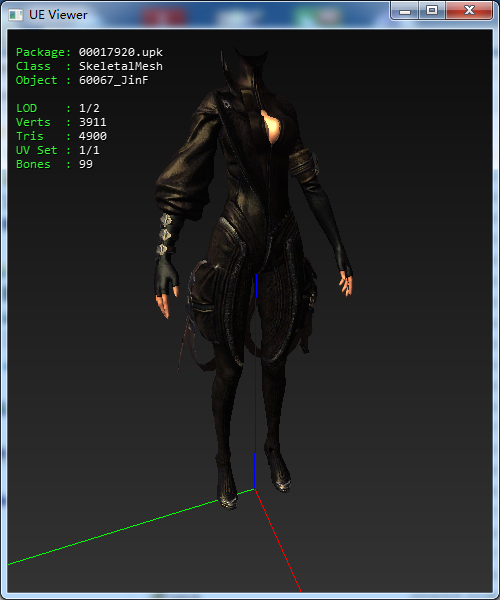 UE Viewer
Package: 00017920.upk
Class : SkeletalMesh
Object : 60067_JinF
LOD : 1/2
Verts : 3911
Tris : 4900
UV Set : 1/1
Bones : 99